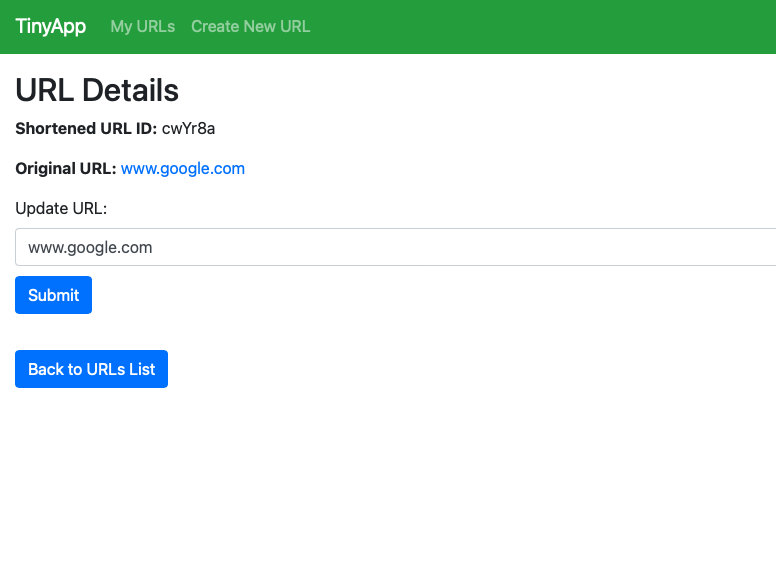 TinyApp My URLs Create New URL
URL Details
Shortened URL ID: cwYr8a
Original URL: www.google.com
Update URL:
www.google.com
Submit
Back to URLs List